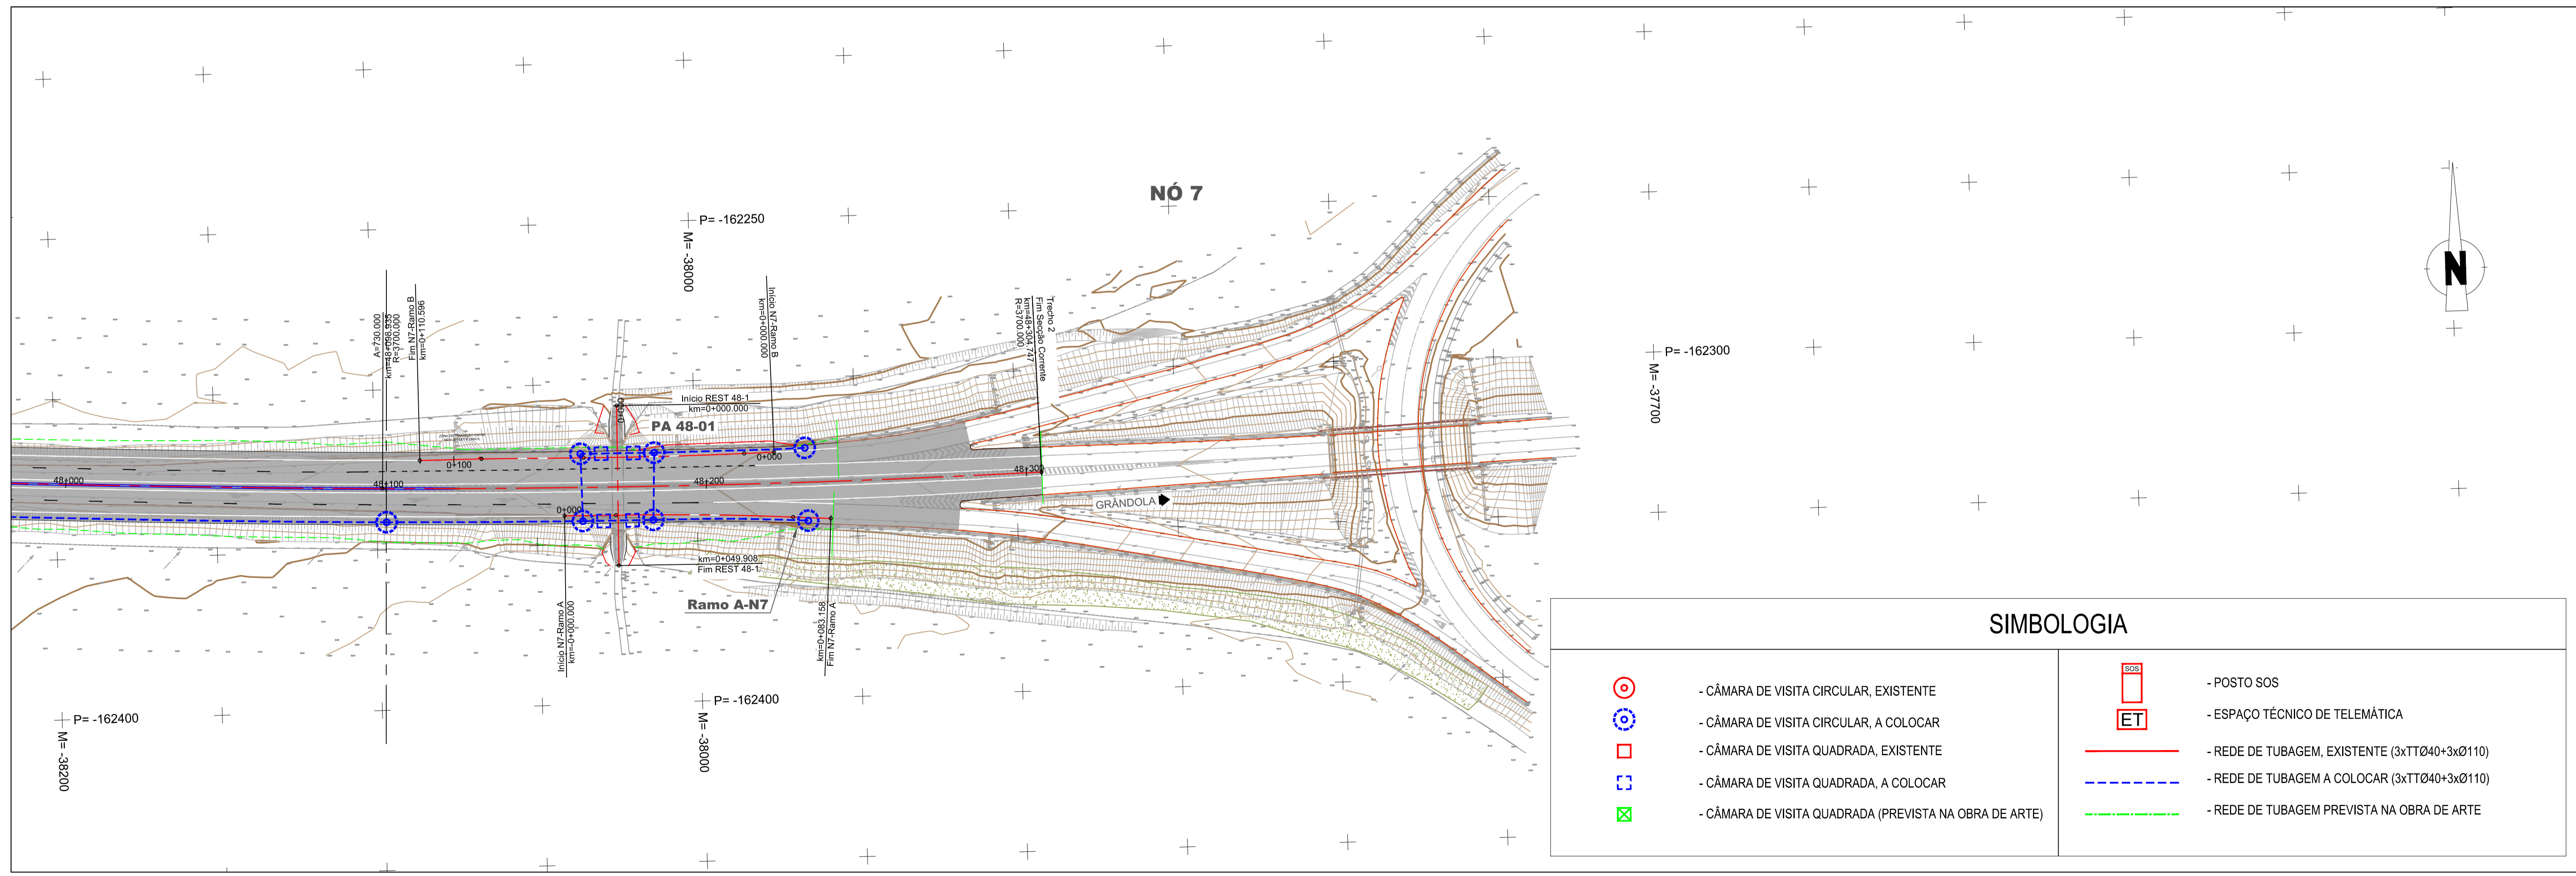 NÓ 7
P= -162250
M= -38000
Início N7-Ramo B
km=0+000.000
Fim N7-Ramo B
km=0+110.596
A=730.000
km=48+098.935
R=3700.000
Trecho 2
Fim Secção Corrente
km=48+304.747
R=3700.000
P= -162300
M= -37700
N
Início REST 48-1
km=0+000.000
0+000
PA 48-01
0+100
0+000
48+000
48+100
48+200
48+300
0+000
GRÂNDOLA
km=0+049.908
Fim REST 48-1
Ramo A-N7
Início N7-Ramo A
km=-0+000.000
km=0+083.158
Fim N7-Ramo A
P= -162400
M= -38200
P= -162400
M= -38000
SIMBOLOGIA
- CÂMARA DE VISITA CIRCULAR, EXISTENTE
- CÂMARA DE VISITA CIRCULAR, A COLOCAR
- CÂMARA DE VISITA QUADRADA, EXISTENTE
- CÂMARA DE VISITA QUADRADA, A COLOCAR
- CÂMARA DE VISITA QUADRADA (PREVISTA NA OBRA DE ARTE)
SOS
- POSTO SOS
ET
- ESPAÇO TÉCNICO DE TELEMÁTICA
- REDE DE TUBAGEM, EXISTENTE (3xTTØ40+3xØ110)
- REDE DE TUBAGEM A COLOCAR (3xTTØ40+3xØ110)
- REDE DE TUBAGEM PREVISTA NA OBRA DE ARTE